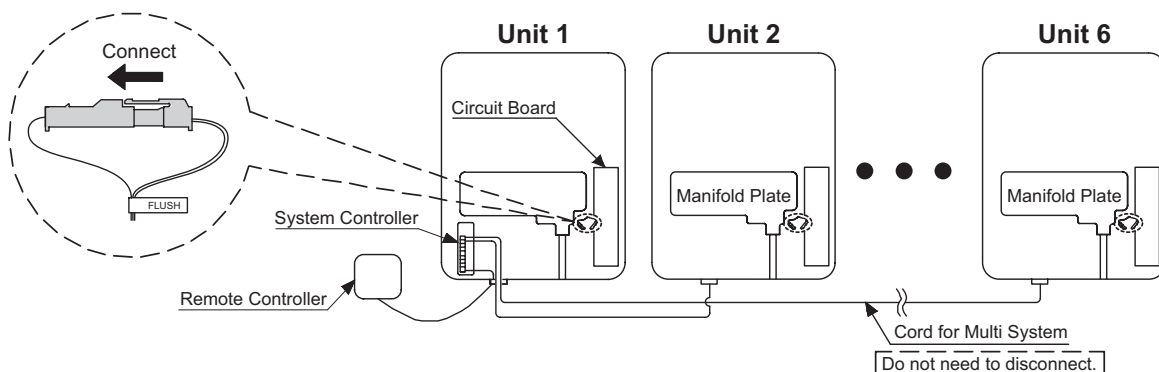 Connect
FLUSH
Unit 1
Unit 2
Unit 6
Circuit Board
Manifold Plate
Manifold Plate
System Controller
Remote Controller
Cord for Multi System
Do not need to disconnect.